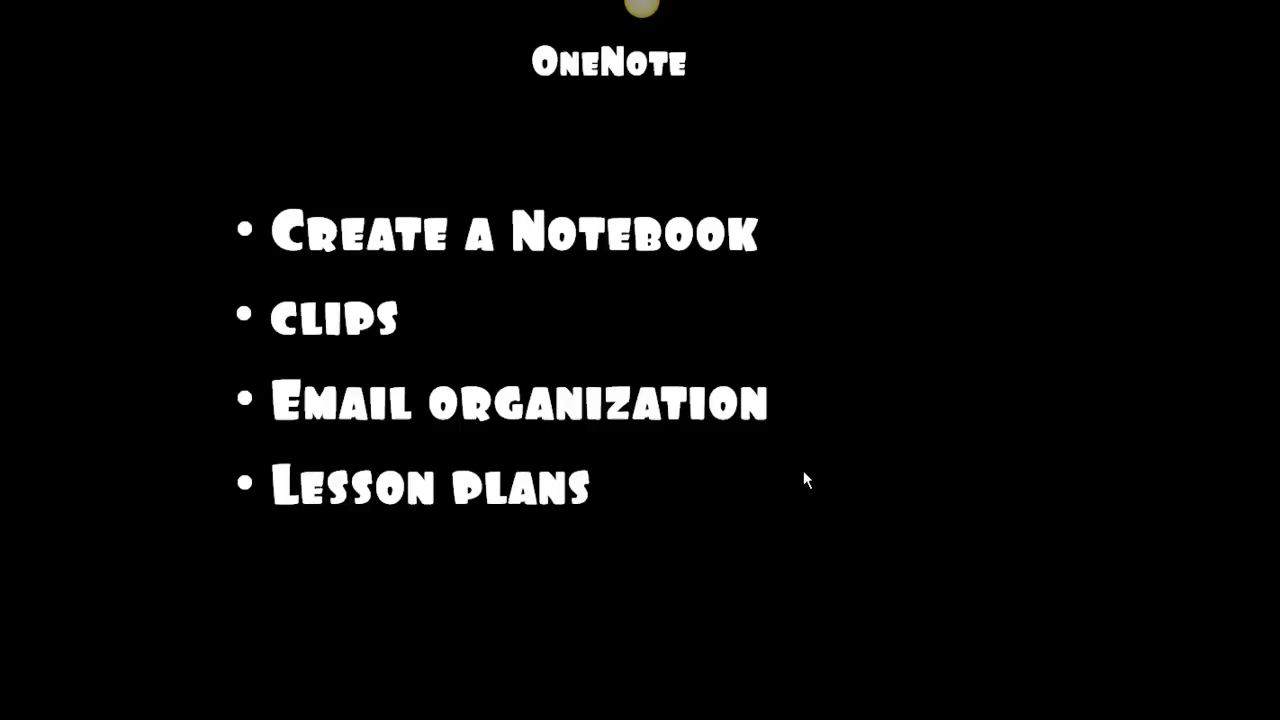 OneNote
• Create a Notebook
• clips
• Email organization
• Lesson plans